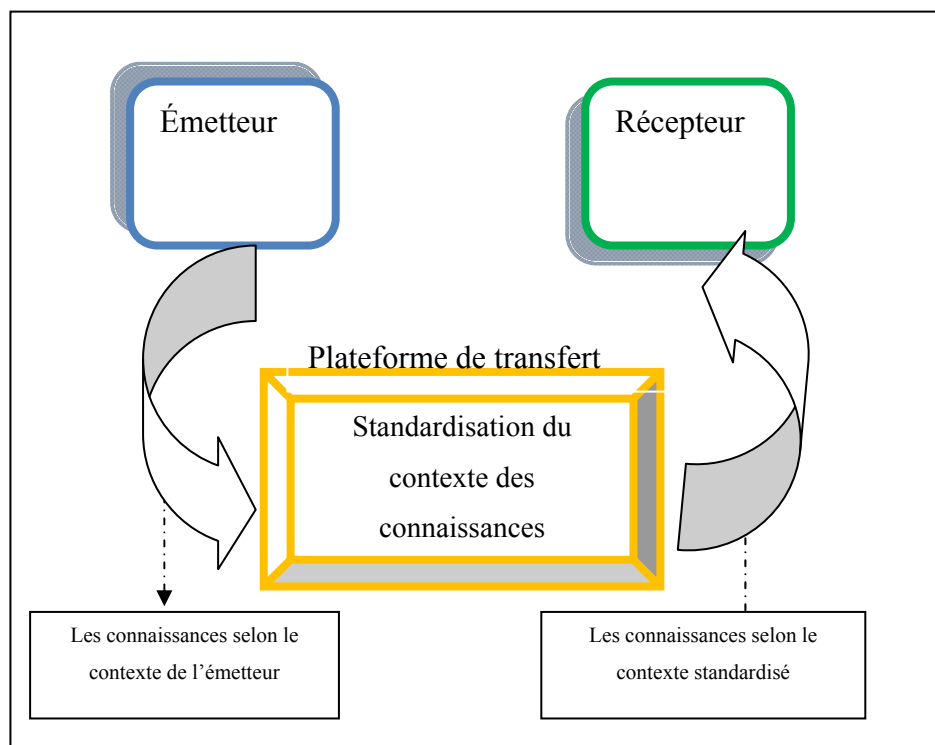 Émetteur
Récepteur
Plateforme de transfert
Standardisation du
contexte des
connaissances
Les connaissances selon le
contexte de l’émetteur
Les connaissances selon le
contexte standardisé